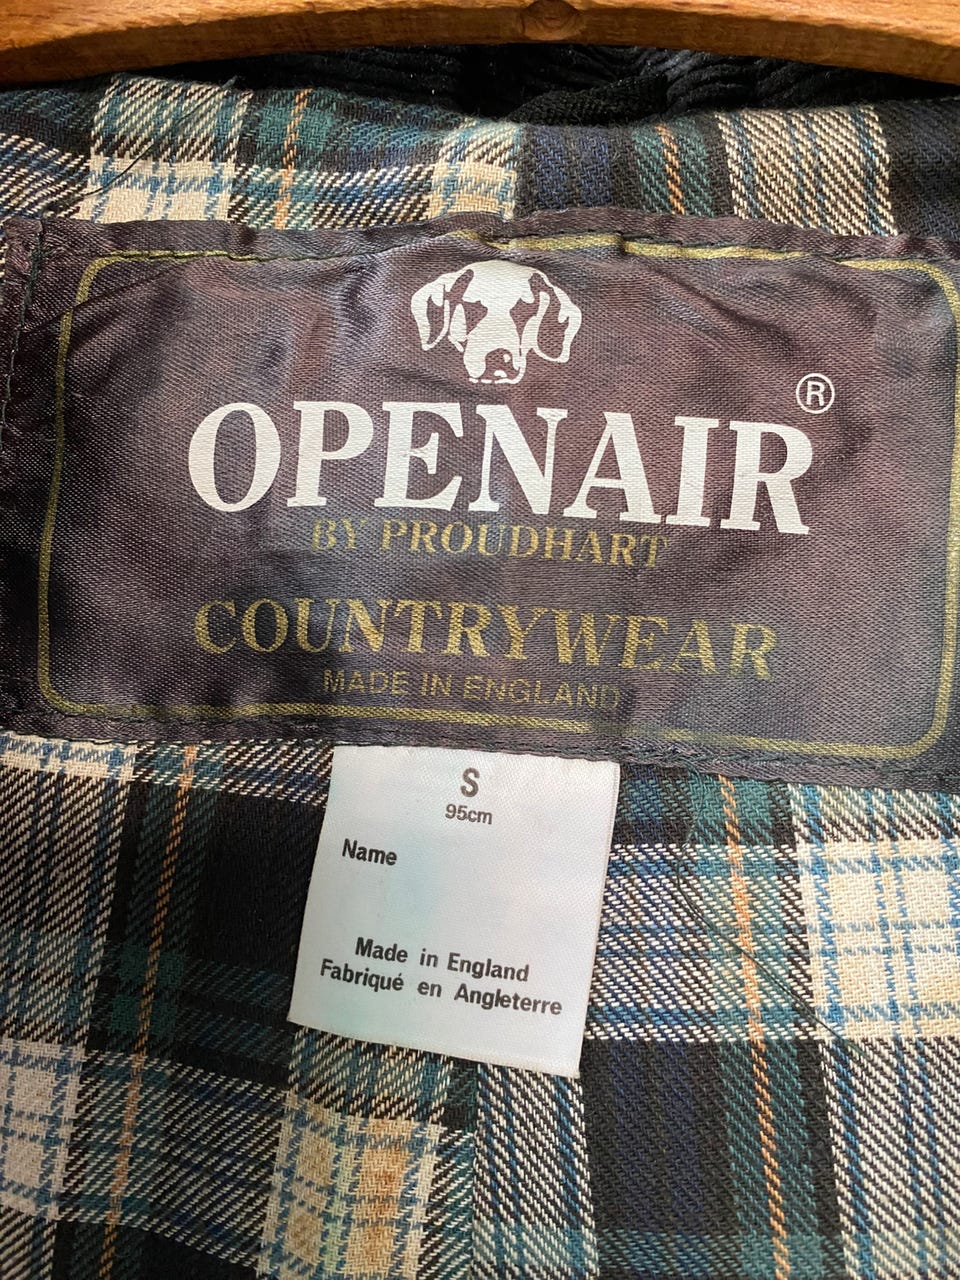 OPENAIR ®
BY PROUDHART
COUNTRYWEAR
MADE IN ENGLAND
S
95cm
Name
Made in England
Fabriqué en Angleterre